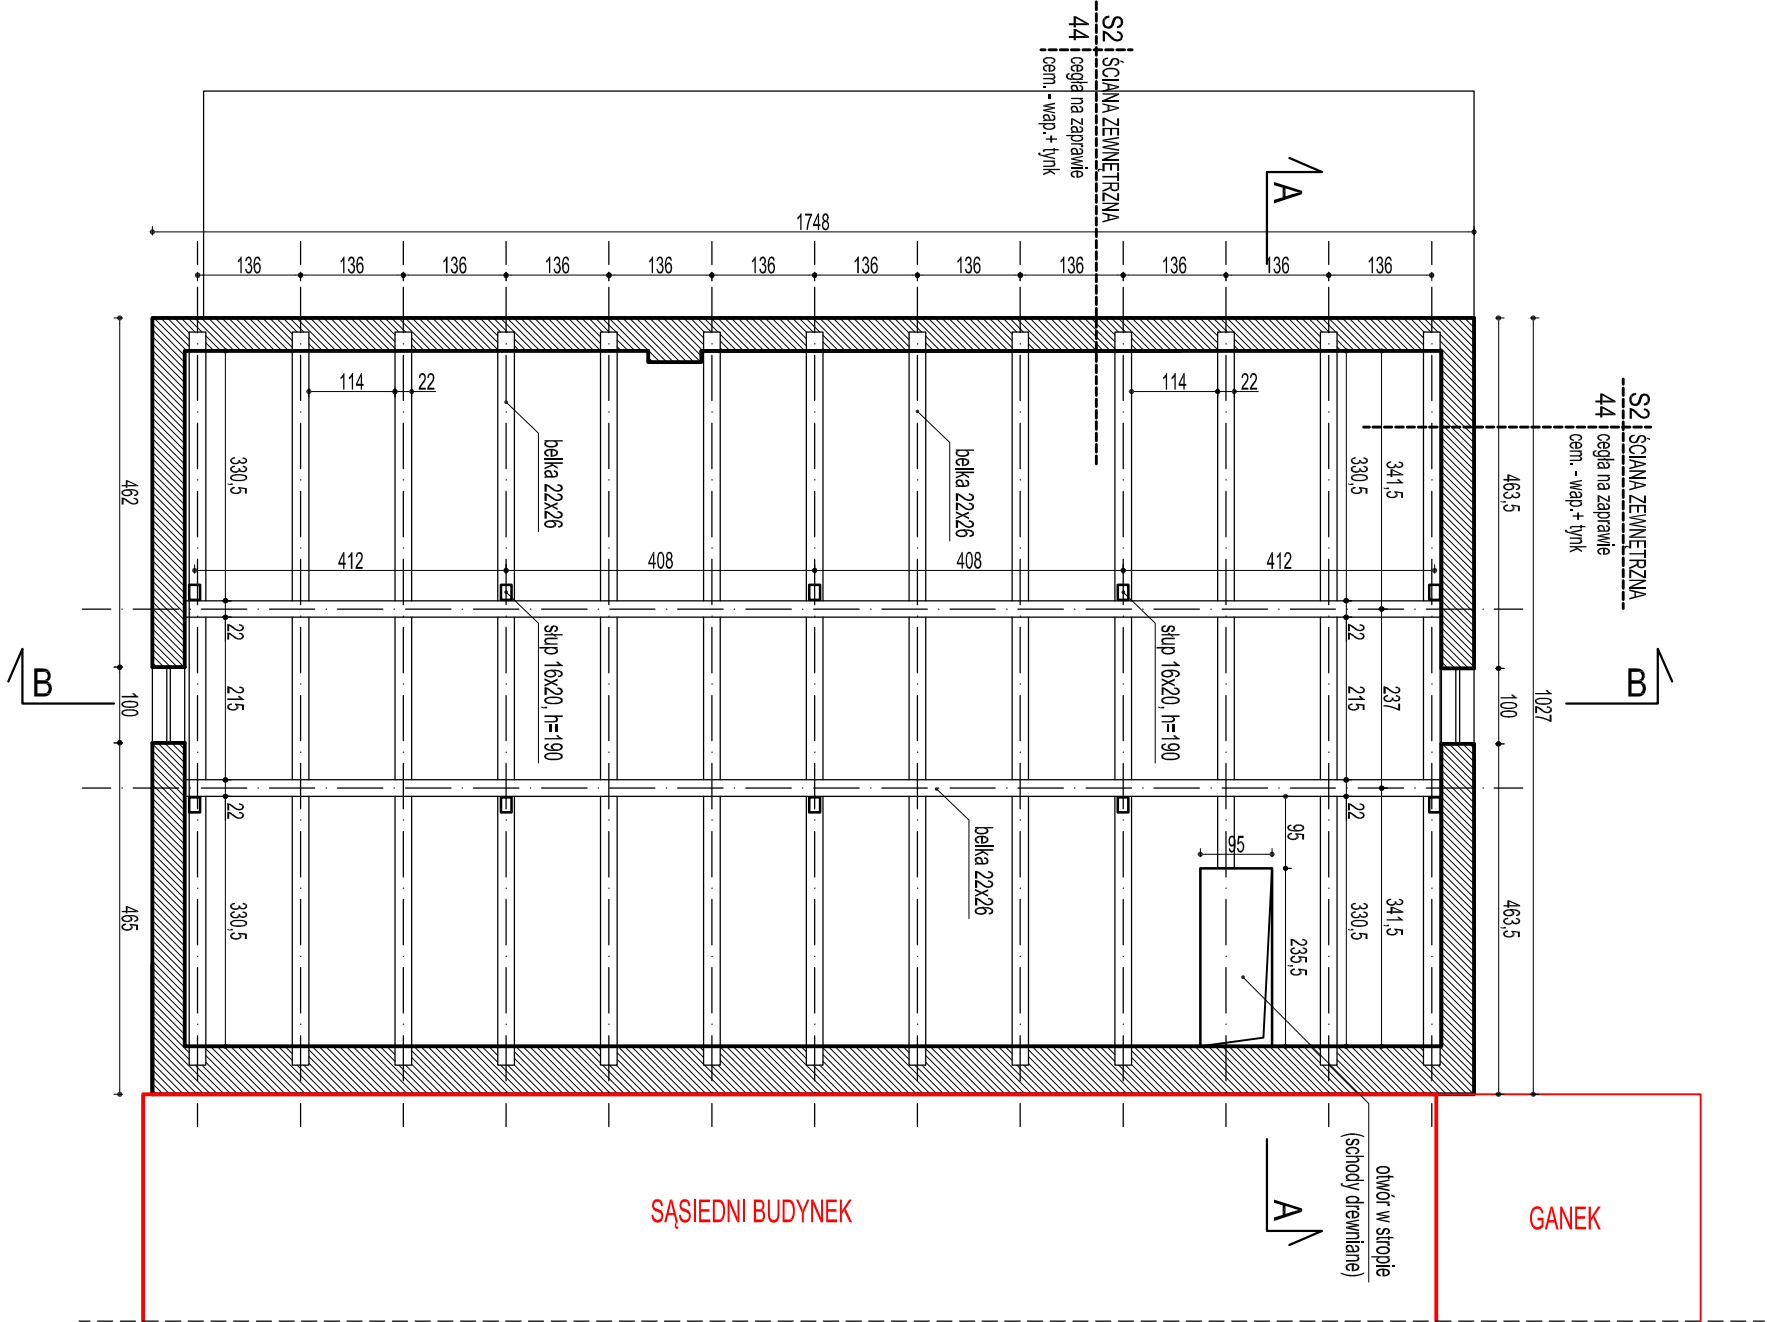 S2 ŚCIANA ZEWNĘTRZNA
44 cegła na zaprawie
cem. - wap.+ tynk
A
1748
136 136 136 136 136 136 136 136 136 136 136 136
114 22
114 22
S2 ŚCIANA ZEWNĘTRZNA
44 cegła na zaprawie
cem. - wap.+ tynk
belka 22x26
belka 22x26
462
330,5
330,5
341,5
463,5
412 408 408 412
słup 16x20, h=190
słup 16x20, h=190
22
22
B
100
215
215
237
100
1027
B
22
22
belka 22x26
95
95
465
330,5
235,5
330,5
341,5
463,5
otwór w stropie
(schody drewniane)
A
SĄSIEDNI BUDYNEK
GANEK